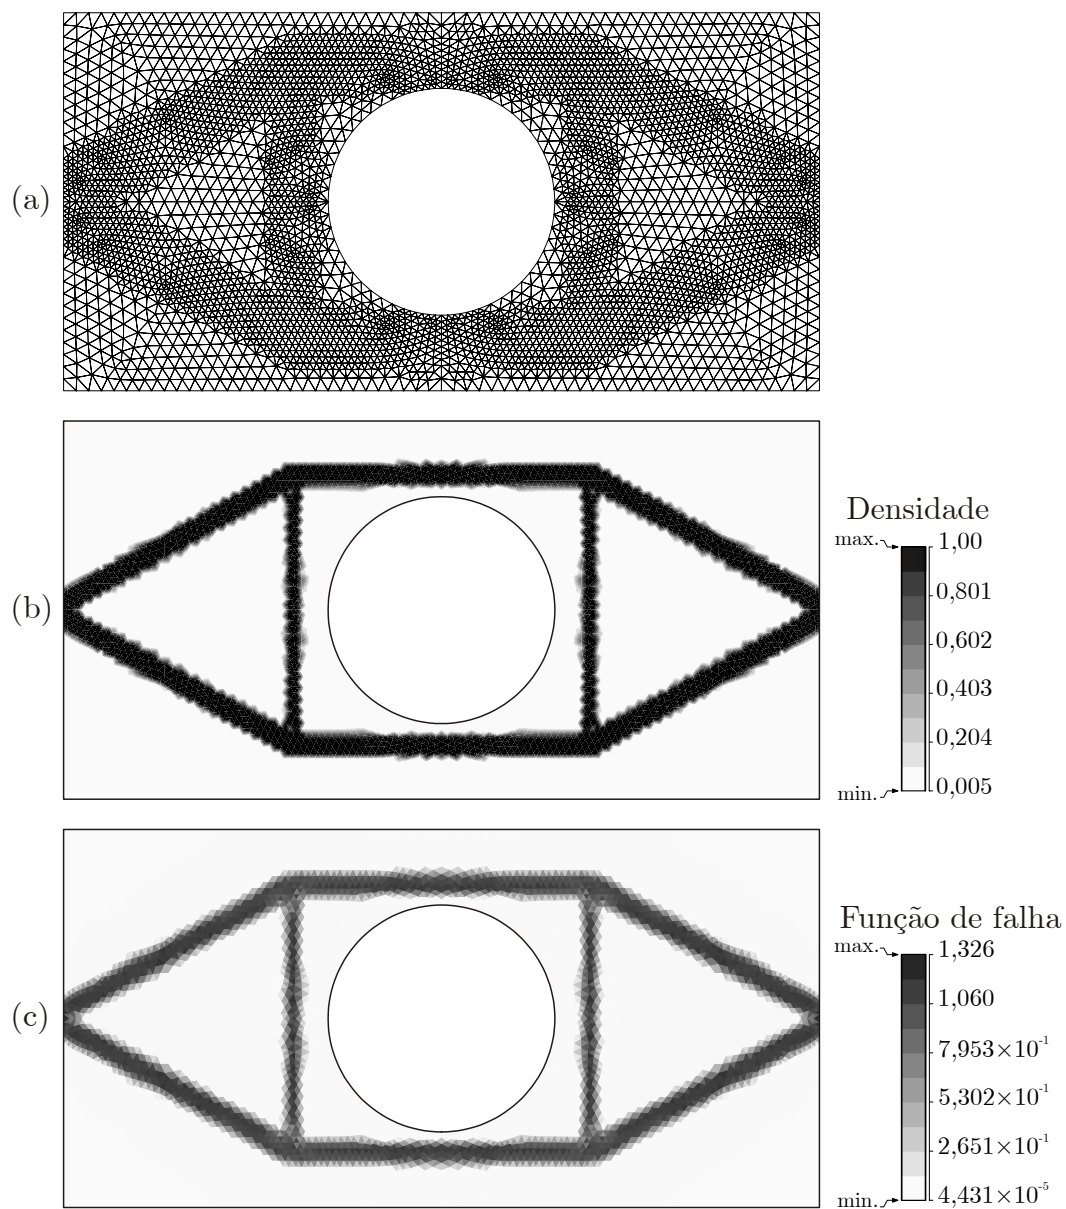 (a)
(b)
Densidade
max.
1,00
0,801
0,602
0,403
0,204
0,005
min.
(c)
Função de falha
max.
1,326
1,060
7,953×10⁻¹
5,302×10⁻¹
2,651×10⁻¹
4,431×10⁻⁵
min.